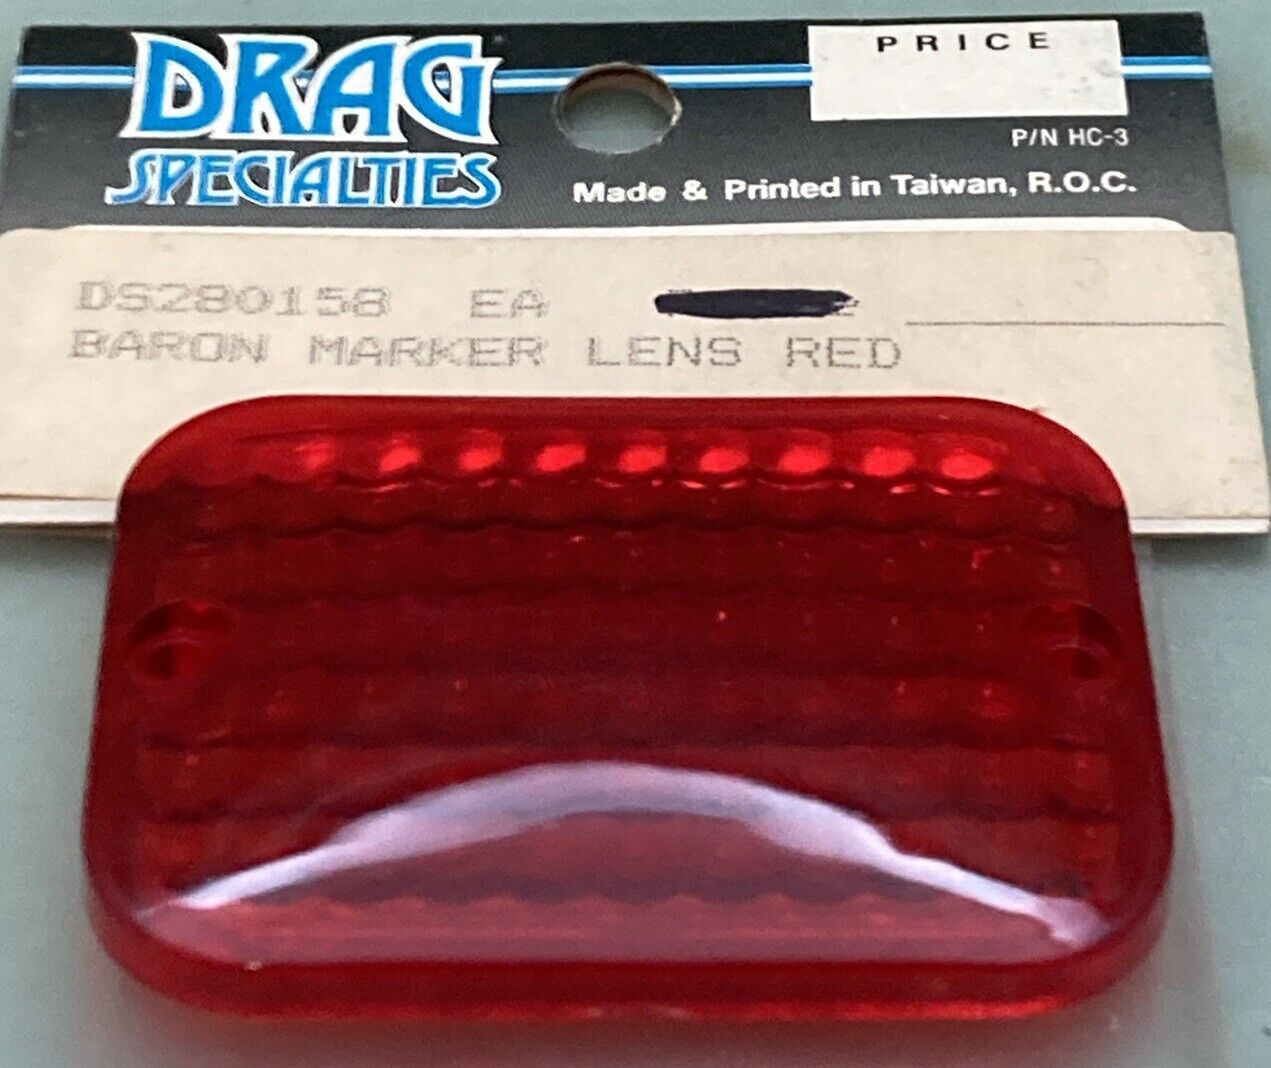 DRAG
SPECIALTIES
PRICE
P/N HC-3
Made & Printed in Taiwan, R.O.C.
DS280158 EA
BARON MARKER LENS RED